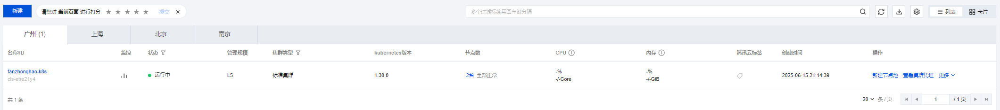 新建 请您对 当前页面 进行打分 ★ ★ ★ ★ ★ 提交 × 多个过滤标签用回车键分隔 列表 卡片
广州 (1) 上海 北京 南京
名称/ID 监控 状态 管理规模 集群类型 kubernetes版本 节点数 CPU 内存 腾讯云标签 创建时间 操作
fanzhonghao-k8s -% -%
运行中 L5 标准集群 1.30.0 2台 全部正常 2025-06-15 21:14:39 新建节点池 查看集群凭证 更多
cls-etre21y4 -/-Core -/-GiB
共 1 条 20 条 / 页 1 / 1 页